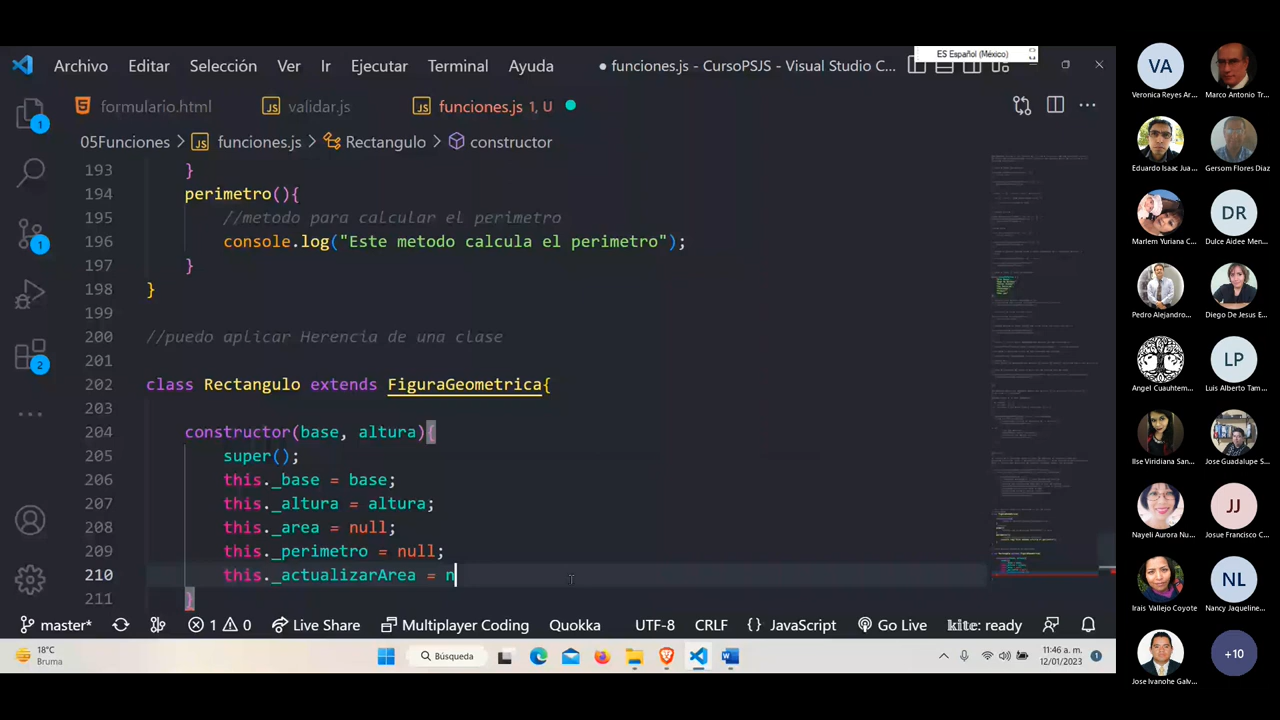 ES Español (México)
Archivo Editar Selección V Ir Ejecutar Terminal Ayuda
● funciones.js - CursoPSJS - Visual Studio C...
formulario.html
JS validar.js
JS funciones.js 1, U
05Funciones > JS funciones.js > Rectangulo > constructor
193 }
194 perimetro(){
195 //metodo para calcular el perimetro
196 console.log("Este metodo calcula el perimetro");
197 }
198 }
199
200 //puedo aplicar Herencia de una clase
201
202 class Rectangulo extends FiguraGeometrica{
203
204 constructor(base, altura){
205 super();
206 this._base = base;
207 this._altura = altura;
208 this._area = null;
209 this._perimetro = null;
210 this._actualizarArea = n
211 }
1
1
2
master* 1 0 Live Share Multiplayer Coding Quokka UTF-8 CRLF {} JavaScript Go Live kite: ready
18°C
Bruma
Búsqueda
11:46 a. m.
12/01/2023
1
VA
Veronica Reyes Ar...
Marco Antonio Tr...
Eduardo Isaac Jua...
Gersom Flores Diaz
Marlem Yuriana C...
DR
Dulce Aidee Men...
Pedro Alejandro...
Diego De Jesus E...
Angel Cuauhtem...
LP
Luis Alberto Tam...
Ilse Viridiana San...
Jose Guadalupe S...
Nayeli Aurora Nu...
JJ
Josue Francisco J...
Irais Vallejo Coyote
NL
Nancy Jaqueline...
Jose Ivanohe Galv...
+10